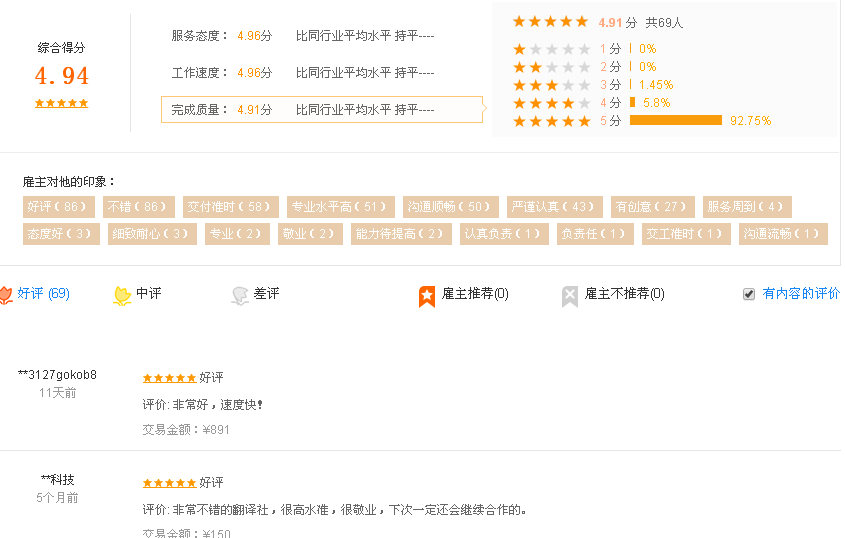 综合得分
4.94
服务态度： 4.96分 比同行业平均水平 持平----
工作速度： 4.96分 比同行业平均水平 持平----
完成质量： 4.91分 比同行业平均水平 持平----
4.91 分 共69人
1 分 0%
2 分 0%
3 分 1.45%
4 分 5.8%
5 分 92.75%
雇主对他的印象：
好评（86） 不错（86） 交付准时（58） 专业水平高（51） 沟通顺畅（50） 严谨认真（43） 有创意（27） 服务周到（4）
态度好（3） 细致耐心（3） 专业（2） 敬业（2） 能力待提高（2） 认真负责（1） 负责任（1） 交工准时（1） 沟通流畅（1）
好评 (69) 中评 差评 雇主推荐(0) 雇主不推荐(0) 有内容的评价
**3127gokob8
11天前
好评
评价: 非常好，速度快！
交易金额：¥891
**科技
5个月前
好评
评价: 非常不错的翻译社，很高水准，很敬业，下次一定还会继续合作的。
交易金额：¥150